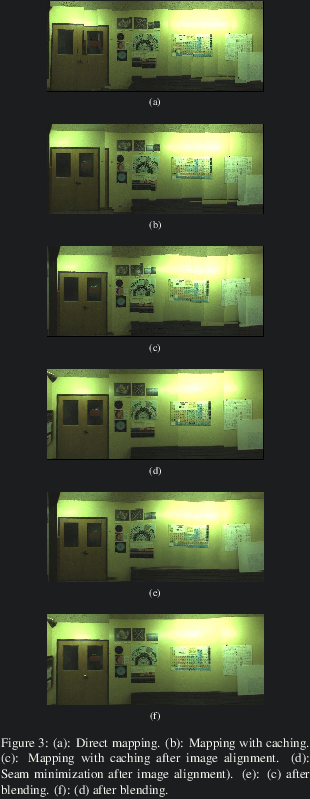 (a)
(b)
(c)
(d)
(e)
(f)
Figure 3: (a): Direct mapping. (b): Mapping with caching.
(c): Mapping with caching after image alignment. (d):
Seam minimization after image alignment). (e): (c) after
blending. (f): (d) after blending.